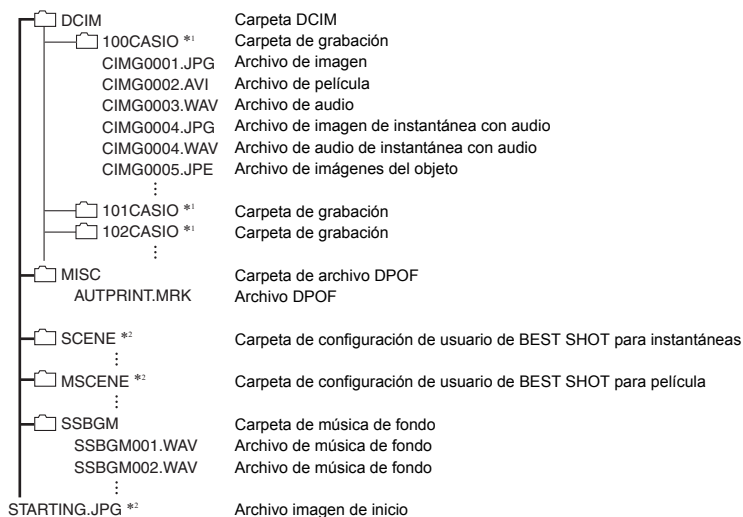 DCIM Carpeta DCIM
100CASIO *1 Carpeta de grabación
CIMG0001.JPG Archivo de imagen
CIMG0002.AVI Archivo de película
CIMG0003.WAV Archivo de audio
CIMG0004.JPG Archivo de imagen de instantánea con audio
CIMG0004.WAV Archivo de audio de instantánea con audio
CIMG0005.JPE Archivo de imágenes del objeto
101CASIO *1 Carpeta de grabación
102CASIO *1 Carpeta de grabación
MISC Carpeta de archivo DPOF
AUTPRINT.MRK Archivo DPOF
SCENE *2 Carpeta de configuración de usuario de BEST SHOT para instantáneas
MSCENE *2 Carpeta de configuración de usuario de BEST SHOT para película
SSBGM Carpeta de música de fondo
SSBGM001.WAV Archivo de música de fondo
SSBGM002.WAV Archivo de música de fondo
STARTING.JPG *2 Archivo imagen de inicio